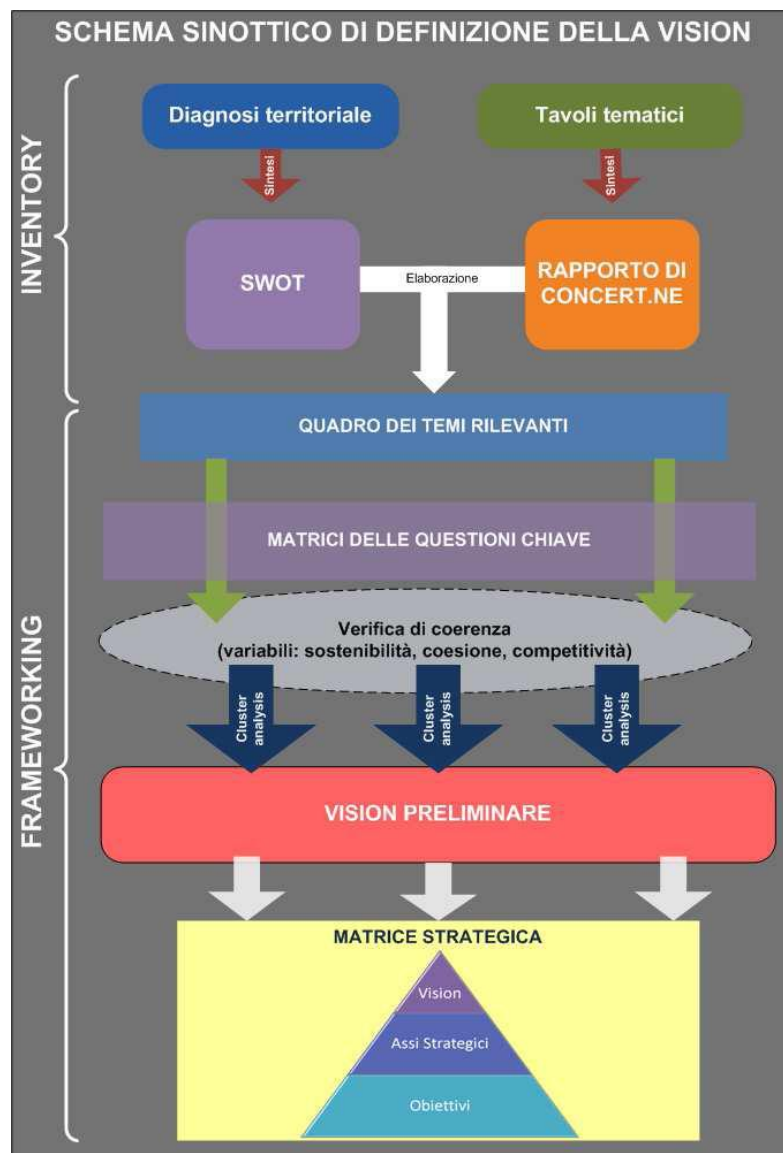 SCHEMA SINOTTICO DI DEFINIZIONE DELLA VISION
INVENTORY
Diagnosi territoriale
Tavoli tematici
Sintesi
Sintesi
SWOT
Elaborazione
RAPPORTO DI
CONCERT.NE
FRAMEWORKING
QUADRO DEI TEMI RILEVANTI
MATRICI DELLE QUESTIONI CHIAVE
Verifica di coerenza
(variabili: sostenibilità, coesione, competitività)
Cluster
analysis
Cluster
analysis
Cluster
analysis
VISION PRELIMINARE
MATRICE STRATEGICA
Vision
Assi Strategici
Obiettivi